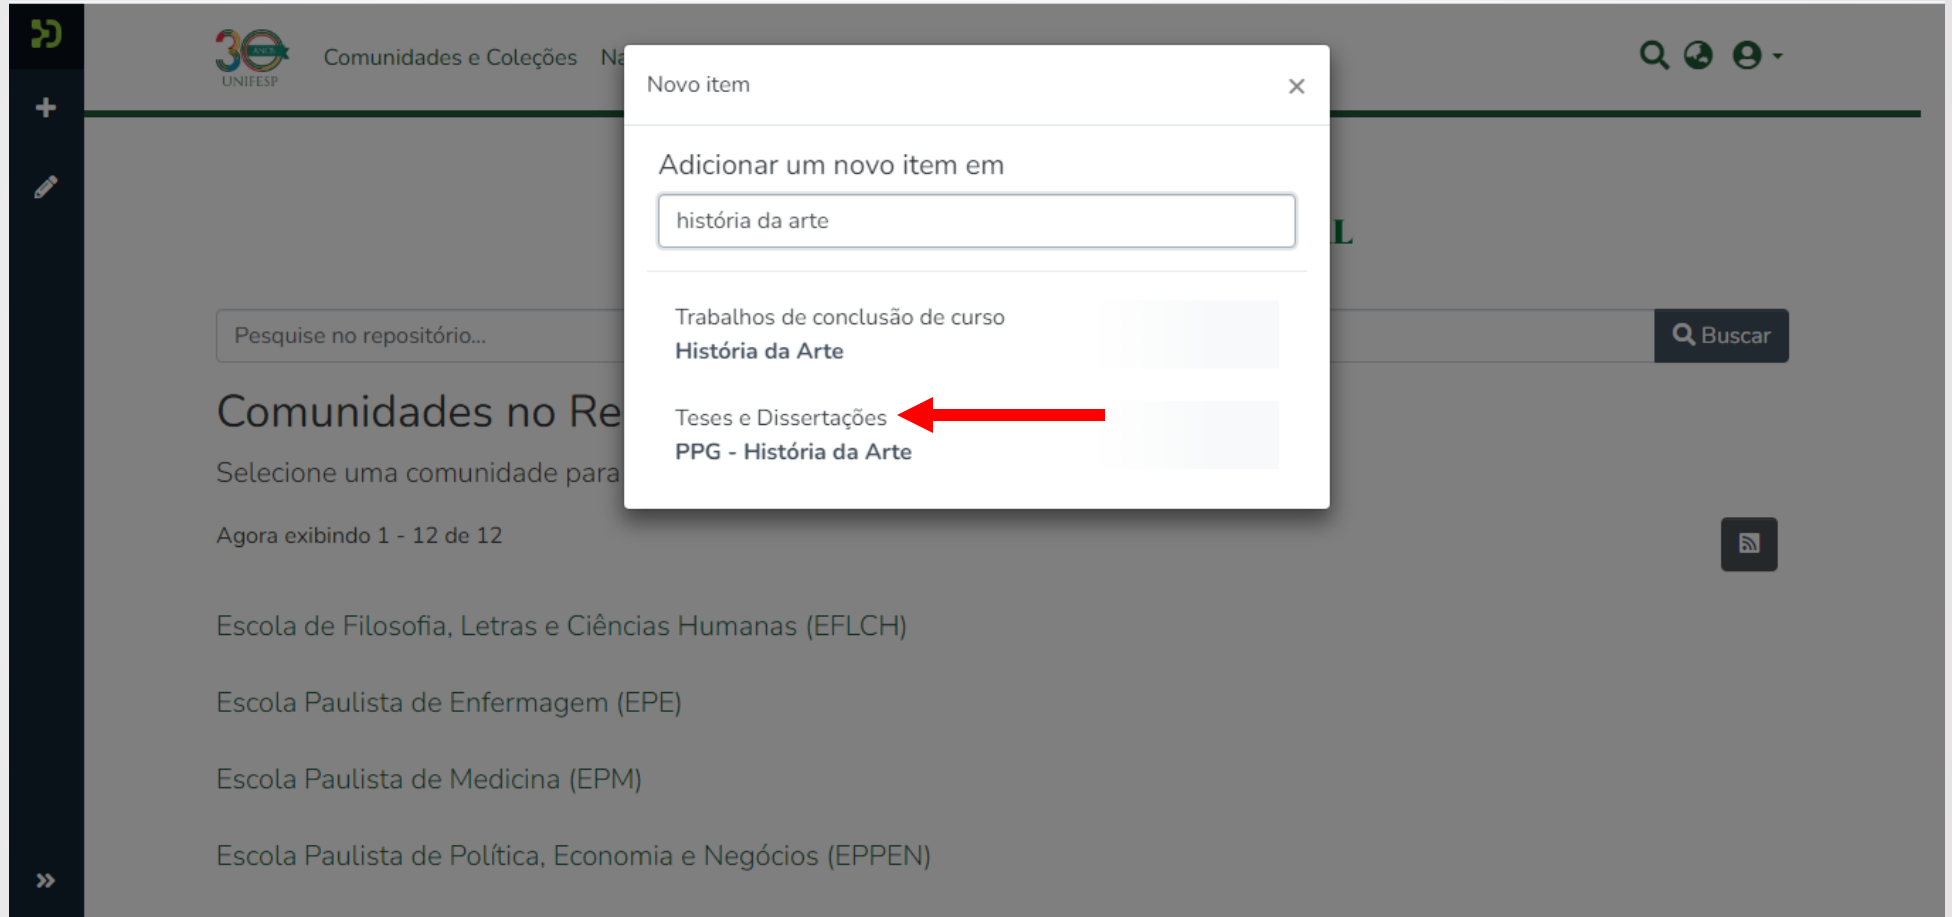 3 ANOS
UNIFESP
Comunidades e Coleções
Novo item
×
Adicionar um novo item em
história da arte
L
Trabalhos de conclusão de curso
História da Arte
Pesquise no repositório...
Buscar
Teses e Dissertações
PPG - História da Arte
Comunidades no Re
Selecione uma comunidade para
Agora exibindo 1 - 12 de 12
Escola de Filosofia, Letras e Ciências Humanas (EFLCH)
Escola Paulista de Enfermagem (EPE)
Escola Paulista de Medicina (EPM)
Escola Paulista de Política, Economia e Negócios (EPPEN)